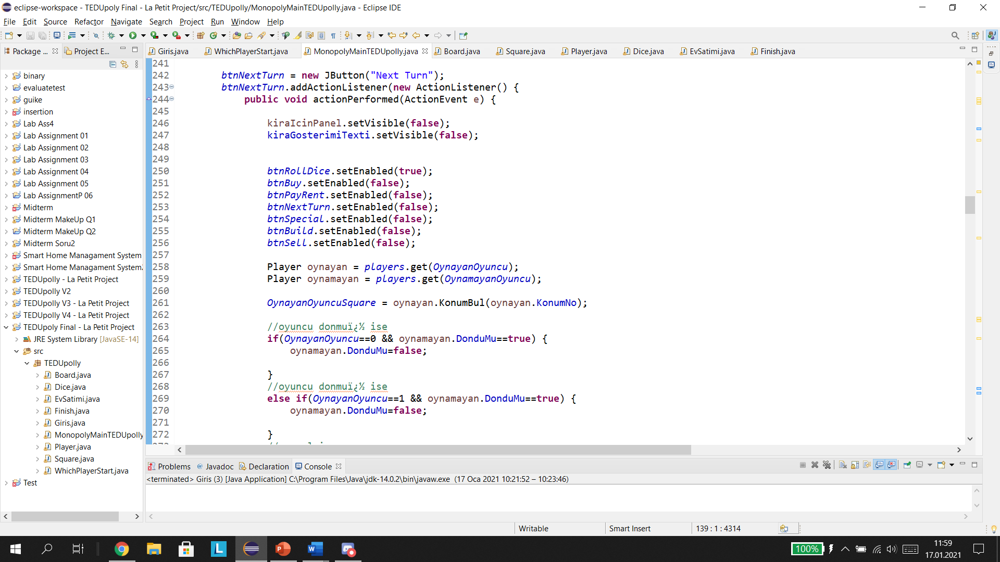 eclipse-workspace - TEDUpoly Final - La Petit Project/src/TEDUpolly/MonopolyMainTEDUpolly.java - Eclipse IDE
File Edit Source Refactor Navigate Search Project Run Window Help
Package ... Project E...
Giris.java WhichPlayerStart.java MonopolyMainTEDUpolly.java Board.java Square.java Player.java Dice.java EvSatimi.java Finish.java
binary
evaluatetest
guike
insertion
Lab Ass4
Lab Assignment 01
Lab Assignment 02
Lab Assignment 03
Lab Assignment 04
Lab Assignment 05
Lab AssignmentP 06
Midterm
Midterm MakeUp Q1
Midterm MakeUp Q2
Midterm Soru2
Smart Home Managament System
Smart Home Managament System
TEDUpolly - La Petit Project
TEDUpolly V2
TEDUpolly V3 - La Petit Project
TEDUpolly V4 - La Petit Project
TEDUpoly Final - La Petit Project
JRE System Library [JavaSE-14]
src
TEDUpolly
Board.java
Dice.java
EvSatimi.java
Finish.java
Giris.java
MonopolyMainTEDUpolly
Player.java
Square.java
WhichPlayerStart.java
Test
241
242 btnNextTurn = new JButton("Next Turn");
243 btnNextTurn.addActionListener(new ActionListener() {
244 public void actionPerformed(ActionEvent e) {
245
246 kiraIcinPanel.setVisible(false);
247 kiraGosterimiTexti.setVisible(false);
248
249
250 btnRollDice.setEnabled(true);
251 btnBuy.setEnabled(false);
252 btnPayRent.setEnabled(false);
253 btnNextTurn.setEnabled(false);
254 btnSpecial.setEnabled(false);
255 btnBuild.setEnabled(false);
256 btnSell.setEnabled(false);
257
258 Player oynayan = players.get(OynayanOyuncu);
259 Player oynamayan = players.get(OynamayanOyuncu);
260
261 OynayanOyuncuSquare = oynayan.KonumBul(oynayan.KonumNo);
262
263 //oyuncu donmuï¿½ ise
264 if(OynayanOyuncu==0 && oynamayan.DonduMu==true) {
265 oynamayan.DonduMu=false;
266
267 }
268 //oyuncu donmuï¿½ ise
269 else if(OynayanOyuncu==1 && oynamayan.DonduMu==true) {
270 oynamayan.DonduMu=false;
271
272 }
Problems @ Javadoc Declaration Console
<terminated> Giris (3) [Java Application] C:\Program Files\Java\jdk-14.0.2\bin\javaw.exe (17 Oca 2021 10:21:52 – 10:23:46)
Writable Smart Insert 139 : 1 : 4314
100% 11:59
17.01.2021